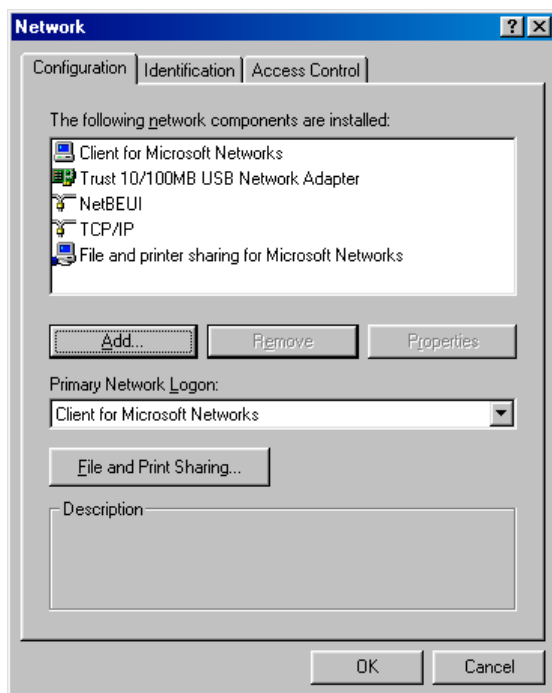 Network
Configuration Identification Access Control
The following network components are installed:
Client for Microsoft Networks
Trust 10/100MB USB Network Adapter
NetBEUI
TCP/IP
File and printer sharing for Microsoft Networks
Add... Remove Properties
Primary Network Logon:
Client for Microsoft Networks
File and Print Sharing...
Description
OK Cancel